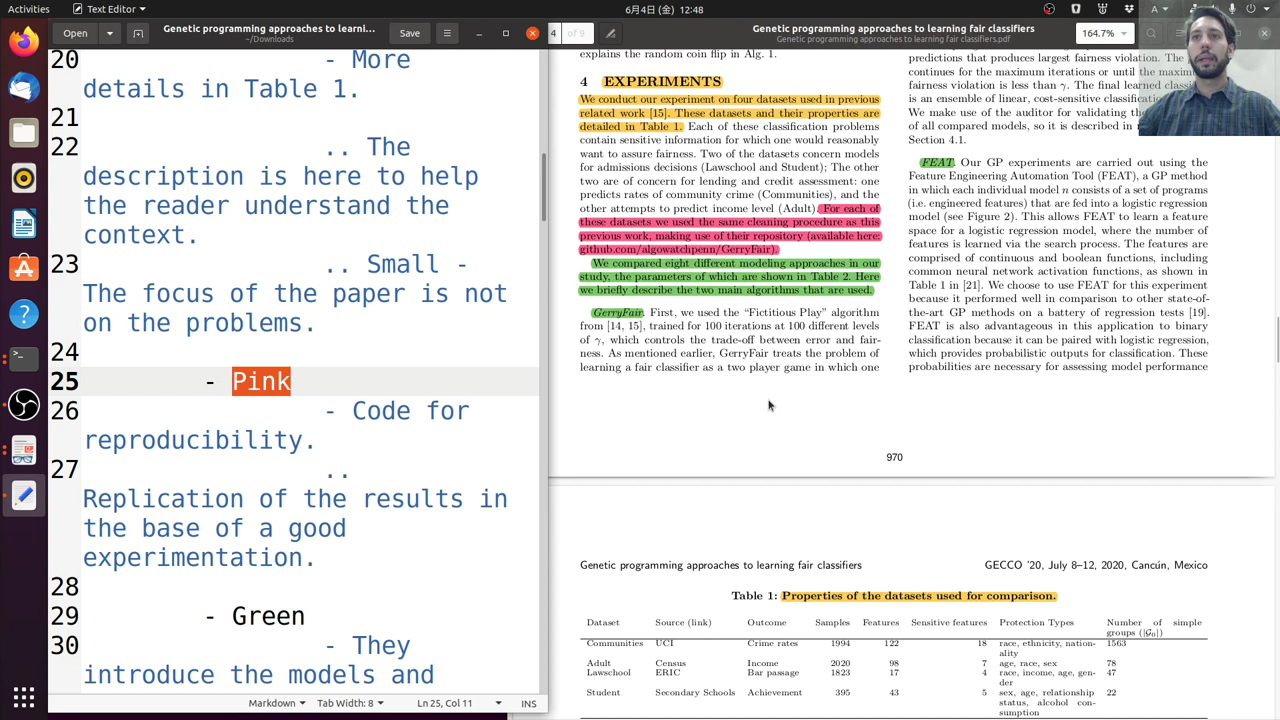 Activities
Text Editor
6月4日 (金) 12:48
A
Open
Genetic programming approaches to learni…
~/Downloads
Save
4 of 9
Genetic programming approaches to learning fair classifiers
Genetic programming approaches to learning fair classifiers.pdf
164.7%
20 - More
details in Table 1.
21
22 .. The
description is here to help
the reader understand the
context.
23 .. Small -
The focus of the paper is not
on the problems.
24
25 - Pink
26 - Code for
reproducibility.
27 ..
Replication of the results in
the base of a good
experimentation.
28
29 - Green
30 - They
introduce the models and
Markdown
Tab Width: 8
Ln 25, Col 11
INS
explains the random coin flip in Alg. 1.
4 EXPERIMENTS
We conduct our experiment on four datasets used in previous
related work [15]. These datasets and their properties are
detailed in Table 1. Each of these classification problems
contain sensitive information for which one would reasonably
want to assure fairness. Two of the datasets concern models
for admissions decisions (Lawschool and Student); The other
two are of concern for lending and credit assessment: one
predicts rates of community crime (Communities), and the
other attempts to predict income level (Adult). For each of
these datasets we used the same cleaning procedure as this
previous work, making use of their repository (available here:
github.com/algowatchpenn/GerryFair).
We compared eight different modeling approaches in our
study, the parameters of which are shown in Table 2. Here
we briefly describe the two main algorithms that are used.
GerryFair. First, we used the “Fictitious Play” algorithm
from [14, 15], trained for 100 iterations at 100 different levels
of γ, which controls the trade-off between error and fair-
ness. As mentioned earlier, GerryFair treats the problem of
learning a fair classifier as a two player game in which one
predictions that produces largest fairness violation. The
continues for the maximum iterations or until the maxim
fairness violation is less than γ. The final learned classi
is an ensemble of linear, cost-sensitive classificati
We make use of the auditor for validating the
of all compared models, so it is described in
Section 4.1.
FEAT. Our GP experiments are carried out using the
Feature Engineering Automation Tool (FEAT), a GP method
in which each individual model n consists of a set of programs
(i.e. engineered features) that are fed into a logistic regression
model (see Figure 2). This allows FEAT to learn a feature
space for a logistic regression model, where the number of
features is learned via the search process. The features are
comprised of continuous and boolean functions, including
common neural network activation functions, as shown in
Table 1 in [21]. We choose to use FEAT for this experiment
because it performed well in comparison to other state-of-
the-art GP methods on a battery of regression tests [19].
FEAT is also advantageous in this application to binary
classification because it can be paired with logistic regression,
which provides probabilistic outputs for classification. These
probabilities are necessary for assessing model performance
970
Genetic programming approaches to learning fair classifiers
GECCO ’20, July 8–12, 2020, Cancún, Mexico
Table 1: Properties of the datasets used for comparison.
Dataset Source (link) Outcome Samples Features Sensitive features Protection Types Number of simple
groups (|G0|)
Communities UCI Crime rates 1994 122 18 race, ethnicity, nation- 1563
ality
Adult Census Income 2020 98 7 age, race, sex 78
Lawschool ERIC Bar passage 1823 17 4 race, income, age, gen- 47
der
Student Secondary Schools Achievement 395 43 5 sex, age, relationship 22
status, alcohol con-
sumption